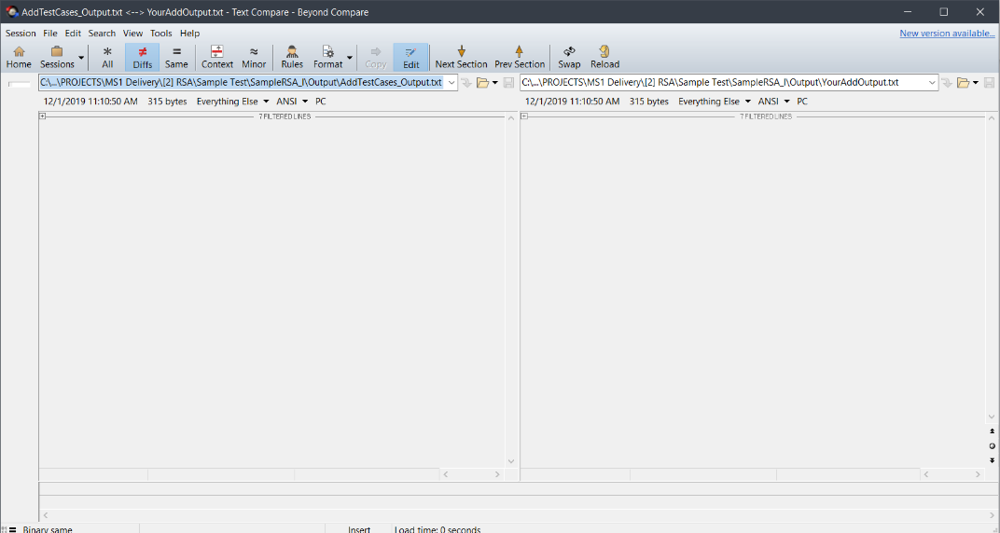 AddTestCases_Output.txt <--> YourAddOutput.txt - Text Compare - Beyond Compare
Session File Edit Search View Tools Help New version available...
Home Sessions All Diffs Same Context Minor Rules Format Copy Edit Next Section Prev Section Swap Reload
C:\...\PROJECTS\MS1 Delivery\[2] RSA\Sample Test\SampleRSA_I\Output\AddTestCases_Output.txt C:\...\PROJECTS\MS1 Delivery\[2] RSA\Sample Test\SampleRSA_I\Output\YourAddOutput.txt
12/1/2019 11:10:50 AM 315 bytes Everything Else ANSI PC 12/1/2019 11:10:50 AM 315 bytes Everything Else ANSI PC
7 FILTERED LINES 7 FILTERED LINES
Binary same Insert Load time: 0 seconds